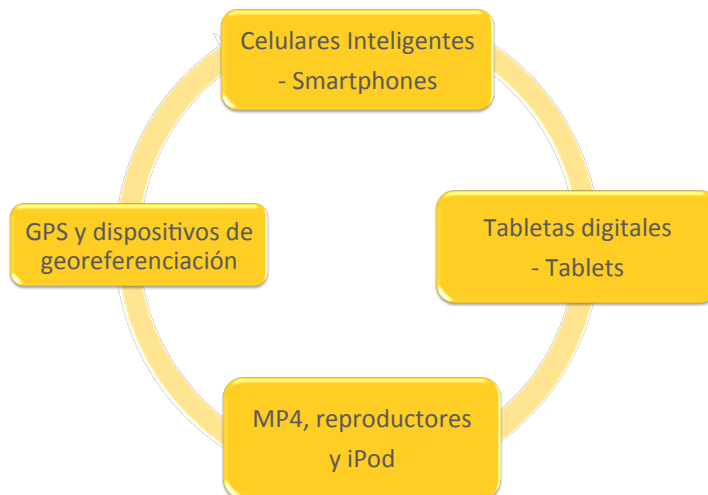 Celulares Inteligentes
- Smartphones
GPS y dispositivos de
georeferenciación
Tabletas digitales
- Tablets
MP4, reproductores
y iPod